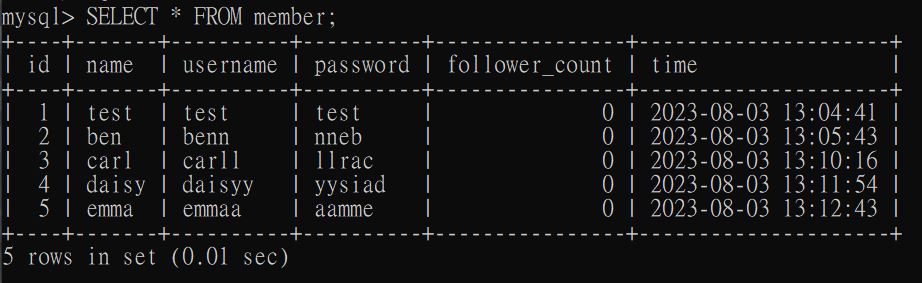 mysql> SELECT * FROM member;
+----+-------+----------+----------+----------------+---------------------+
| id | name | username | password | follower_count | time |
+----+-------+----------+----------+----------------+---------------------+
| 1 | test | test | test | 0 | 2023-08-03 13:04:41 |
| 2 | ben | benn | nneb | 0 | 2023-08-03 13:05:43 |
| 3 | carl | carll | llrac | 0 | 2023-08-03 13:10:16 |
| 4 | daisy | daisyy | yysiad | 0 | 2023-08-03 13:11:54 |
| 5 | emma | emmaa | aamme | 0 | 2023-08-03 13:12:43 |
+----+-------+----------+----------+----------------+---------------------+
5 rows in set (0.01 sec)